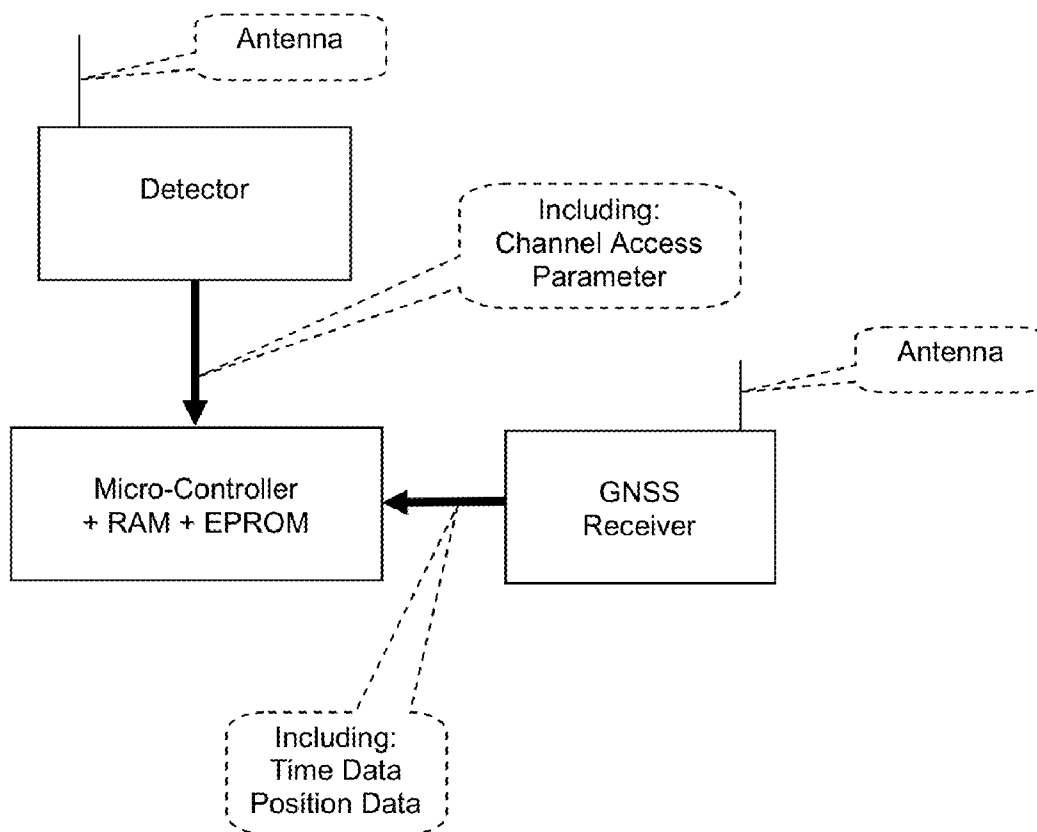 Antenna
Detector
Including:
Channel Access
Parameter
Antenna
Micro-Controller
+ RAM + EPROM
GNSS
Receiver
Including:
Time Data
Position Data